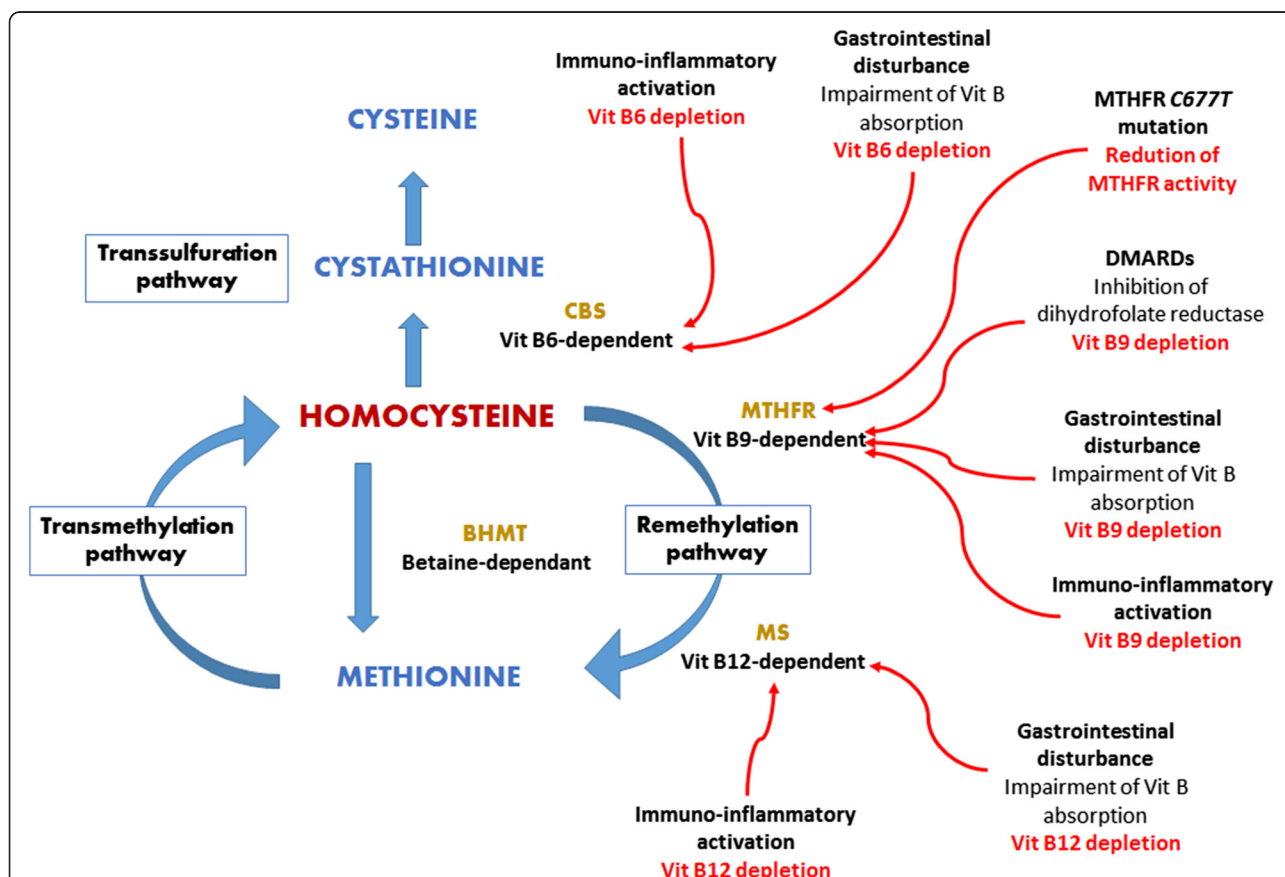 Immuno-inflammatory
activation
Vit B6 depletion
Gastrointestinal
disturbance
Impairment of Vit B
absorption
Vit B6 depletion
MTHFR C677T
mutation
Redution of
MTHFR activity
CYSTEINE
Transsulfuration
pathway
CYSTATHIONINE
CBS
Vit B6-dependent
DMARDs
Inhibition of
dihydrofolate reductase
Vit B9 depletion
HOMOCYSTEINE
MTHFR
Vit B9-dependent
Gastrointestinal
disturbance
Impairment of Vit B
absorption
Vit B9 depletion
Transmethylation
pathway
BHMT
Betaine-dependant
Remethylation
pathway
Immuno-inflammatory
activation
Vit B9 depletion
METHIONINE
MS
Vit B12-dependent
Gastrointestinal
disturbance
Impairment of Vit B
absorption
Vit B12 depletion
Immuno-inflammatory
activation
Vit B12 depletion